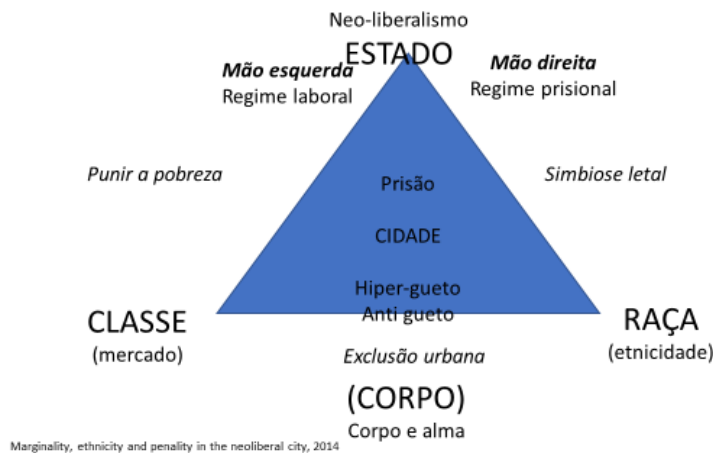 Neo-liberalismo
ESTADO
Mão esquerda
Regime laboral
Mão direita
Regime prisional
Punir a pobreza
Simbiose letal
Prisão
CIDADE
Hiper-gueto
Anti gueto
CLASSE
(mercado)
RAÇA
(etnicidade)
Exclusão urbana
(CORPO)
Corpo e alma
Marginality, ethnicity and penality in the neoliberal city, 2014